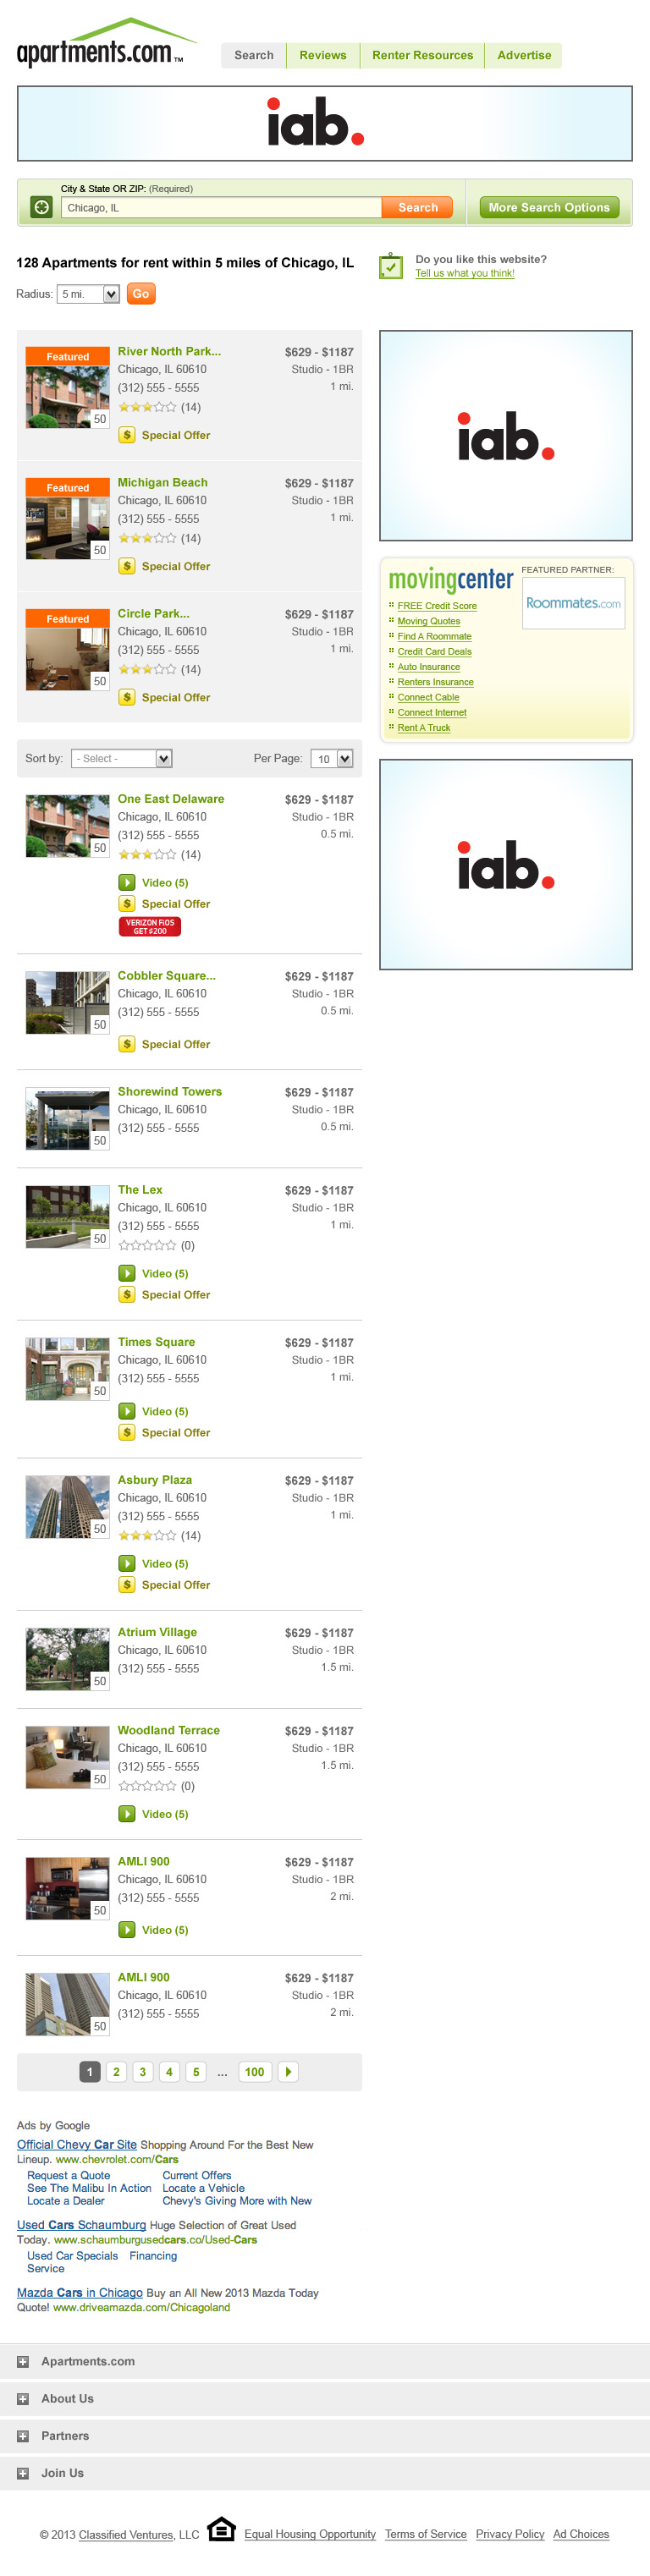 apartments.com™
Search
Reviews
Renter Resources
Advertise
iab.
City & State OR ZIP: (Required)
Chicago, IL
Search
More Search Options
128 Apartments for rent within 5 miles of Chicago, IL
Radius: 5 mi. Go
Do you like this website?
Tell us what you think!
Featured
50
River North Park...
Chicago, IL 60610
(312) 555 - 5555
(14)
$ Special Offer
$629 - $1187
Studio - 1BR
1 mi.
Featured
50
Michigan Beach
Chicago, IL 60610
(312) 555 - 5555
(14)
$ Special Offer
$629 - $1187
Studio - 1BR
1 mi.
Featured
50
Circle Park...
Chicago, IL 60610
(312) 555 - 5555
(14)
$ Special Offer
$629 - $1187
Studio - 1BR
1 mi.
iab.
movingcenter
FREE Credit Score
Moving Quotes
Find A Roommate
Credit Card Deals
Auto Insurance
Renters Insurance
Connect Cable
Connect Internet
Rent A Truck
FEATURED PARTNER:
Roommates.com
iab.
Sort by: - Select -
Per Page: 10
50
One East Delaware
Chicago, IL 60610
(312) 555 - 5555
(14)
Video (5)
$ Special Offer
VERIZON FiOS
GET $200
$629 - $1187
Studio - 1BR
0.5 mi.
50
Cobbler Square...
Chicago, IL 60610
(312) 555 - 5555
$ Special Offer
$629 - $1187
Studio - 1BR
0.5 mi.
50
Shorewind Towers
Chicago, IL 60610
(312) 555 - 5555
$629 - $1187
Studio - 1BR
0.5 mi.
50
The Lex
Chicago, IL 60610
(312) 555 - 5555
(0)
Video (5)
$ Special Offer
$629 - $1187
Studio - 1BR
1 mi.
50
Times Square
Chicago, IL 60610
(312) 555 - 5555
Video (5)
$ Special Offer
$629 - $1187
Studio - 1BR
1 mi.
50
Asbury Plaza
Chicago, IL 60610
(312) 555 - 5555
(14)
Video (5)
$ Special Offer
$629 - $1187
Studio - 1BR
1 mi.
50
Atrium Village
Chicago, IL 60610
(312) 555 - 5555
$629 - $1187
Studio - 1BR
1.5 mi.
50
Woodland Terrace
Chicago, IL 60610
(312) 555 - 5555
(0)
Video (5)
$629 - $1187
Studio - 1BR
1.5 mi.
50
AMLI 900
Chicago, IL 60610
(312) 555 - 5555
Video (5)
$629 - $1187
Studio - 1BR
2 mi.
50
AMLI 900
Chicago, IL 60610
(312) 555 - 5555
$629 - $1187
Studio - 1BR
2 mi.
1 2 3 4 5 ... 100
Ads by Google
Official Chevy Car Site Shopping Around For the Best New
Lineup. www.chevrolet.com/Cars
Request a Quote Current Offers
See The Malibu In Action Locate a Vehicle
Locate a Dealer Chevy's Giving More with New
Used Cars Schaumburg Huge Selection of Great Used
Today. www.schaumburgusedcars.co/Used-Cars
Used Car Specials Financing
Service
Mazda Cars in Chicago Buy an All New 2013 Mazda Today
Quote! www.driveamazda.com/Chicagoland
Apartments.com
About Us
Partners
Join Us
© 2013 Classified Ventures, LLC Equal Housing Opportunity Terms of Service Privacy Policy Ad Choices